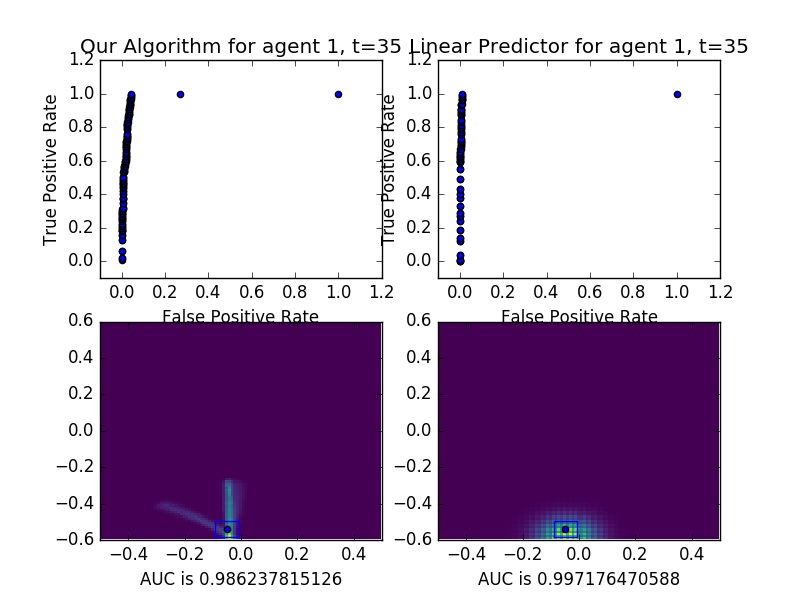 Our Algorithm for agent 1, t=35 Linear Predictor for agent 1, t=35
1.2 1.2
1.0 1.0
0.8 0.8
0.6 0.6
0.4 0.4
0.2 0.2
0.0 0.0
True Positive Rate True Positive Rate
0.0 0.2 0.4 0.6 0.8 1.0 1.2 0.0 0.2 0.4 0.6 0.8 1.0 1.2
False Positive Rate False Positive Rate
0.6 0.6
0.4 0.4
0.2 0.2
0.0 0.0
−0.2 −0.2
−0.4 −0.4
−0.6 −0.6
−0.4 −0.2 0.0 0.2 0.4 −0.4 −0.2 0.0 0.2 0.4
AUC is 0.986237815126 AUC is 0.997176470588